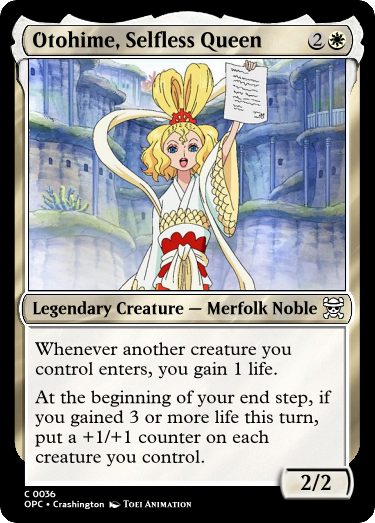 Otohime, Selfless Queen 2
Legendary Creature — Merfolk Noble
Whenever another creature you
control enters, you gain 1 life.
At the beginning of your end step, if
you gained 3 or more life this turn,
put a +1/+1 counter on each
creature you control.
2/2
C 0036
OPC • Crashington TOEI ANIMATION